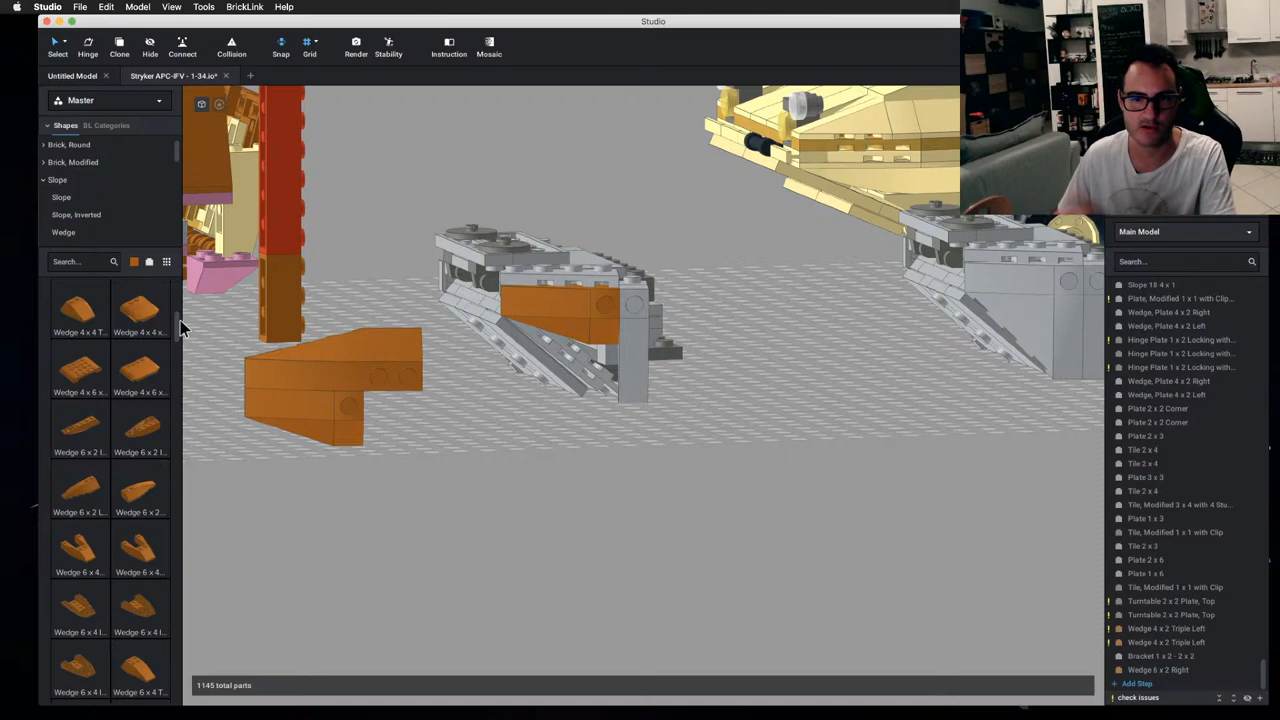 Studio File Edit Model View Tools BrickLink Help
Studio
Select Hinge Clone Hide Connect Collision Snap Grid Render Stability Instruction Mosaic
Untitled Model Stryker APC-IFV - 1-34.io*
Master
Shapes BL Categories
Brick, Round
Brick, Modified
Slope
Slope
Slope, Inverted
Wedge
Search...
Wedge 4 x 4 T... Wedge 4 x 4 x...
Wedge 4 x 6 x... Wedge 4 x 6 x...
Wedge 6 x 2 I... Wedge 6 x 2 I...
Wedge 6 x 2 L... Wedge 6 x 2...
Wedge 6 x 4... Wedge 6 x 4...
Wedge 6 x 4 I... Wedge 6 x 4 I...
Wedge 6 x 4 I... Wedge 6 x 4 T...
1145 total parts
Main Model
Search...
Slope 18 4 x 1
Plate, Modified 1 x 1 with Clip...
Wedge, Plate 4 x 2 Right
Wedge, Plate 4 x 2 Left
Hinge Plate 1 x 2 Locking with...
Hinge Plate 1 x 2 Locking with...
Hinge Plate 1 x 2 Locking with...
Wedge, Plate 4 x 2 Right
Wedge, Plate 4 x 2 Left
Plate 2 x 2 Corner
Plate 2 x 2 Corner
Plate 2 x 3
Tile 2 x 4
Tile 2 x 4
Plate 3 x 3
Tile 2 x 4
Tile, Modified 3 x 4 with 4 Stu...
Plate 1 x 3
Tile, Modified 1 x 1 with Clip
Tile 2 x 3
Plate 2 x 6
Plate 1 x 6
Tile, Modified 1 x 1 with Clip
Turntable 2 x 2 Plate, Top
Turntable 2 x 2 Plate, Top
Wedge 4 x 2 Triple Left
Wedge 4 x 2 Triple Left
Bracket 1 x 2 - 2 x 2
Wedge 6 x 2 Right
+ Add Step
check issues